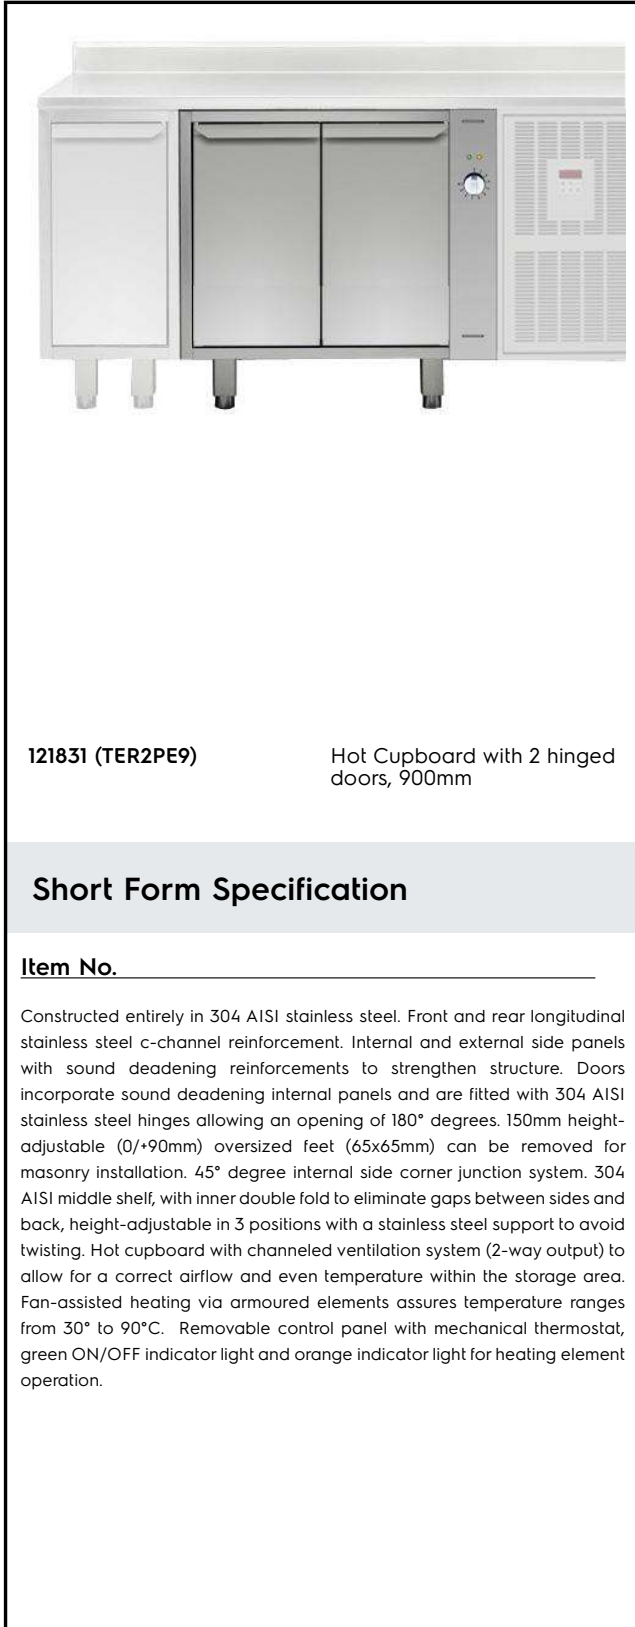 121831 (TER2PE9)
Hot Cupboard with 2 hinged
doors, 900mm
Short Form Specification
Item No.
Constructed entirely in 304 AISI stainless steel. Front and rear longitudinal
stainless steel c-channel reinforcement. Internal and external side panels
with sound deadening reinforcements to strengthen structure. Doors
incorporate sound deadening internal panels and are fitted with 304 AISI
stainless steel hinges allowing an opening of 180° degrees. 150mm height-
adjustable (0/+90mm) oversized feet (65x65mm) can be removed for
masonry installation. 45° degree internal side corner junction system. 304
AISI middle shelf, with inner double fold to eliminate gaps between sides and
back, height-adjustable in 3 positions with a stainless steel support to avoid
twisting. Hot cupboard with channeled ventilation system (2-way output) to
allow for a correct airflow and even temperature within the storage area.
Fan-assisted heating via armoured elements assures temperature ranges
from 30° to 90°C. Removable control panel with mechanical thermostat,
green ON/OFF indicator light and orange indicator light for heating element
operation.